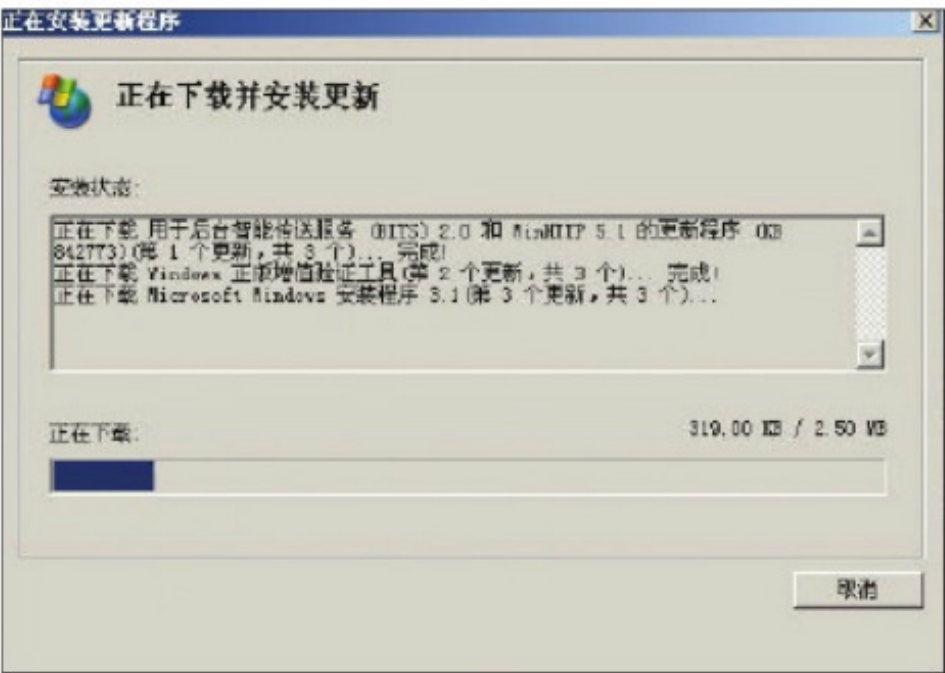 正在安装更新程序
正在下载并安装更新
安装状态:
正在下载 用于后台智能传送服务 (BITS) 2.0 和 WinHTTP 5.1 的更新程序 (KB
842773)(第 1 个更新,共 3 个)... 完成!
正在下载 Windows 正版增值验证工具(第 2 个更新,共 3 个)... 完成!
正在下载 Microsoft Windows 安装程序 3.1(第 3 个更新,共 3 个)...
正在下载:
319.00 KB / 2.50 MB
取消